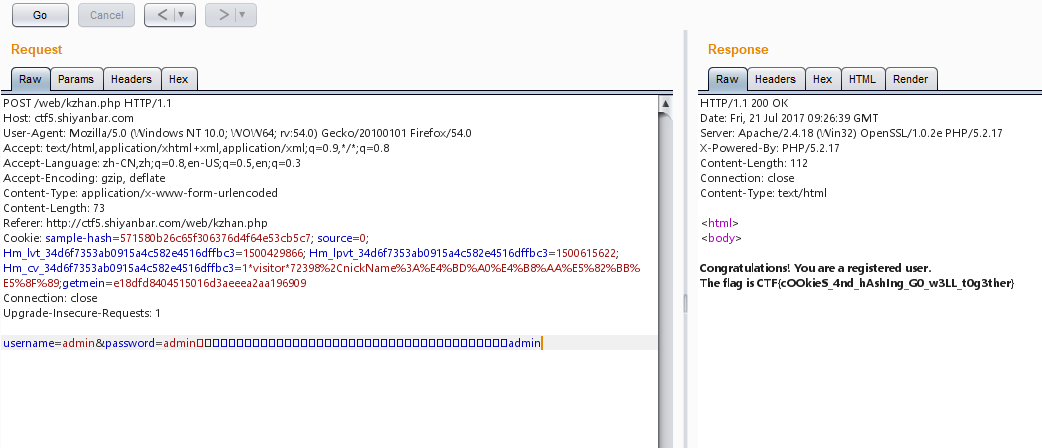 Go Cancel < >
Request
Raw Params Headers Hex
POST /web/kzhan.php HTTP/1.1
Host: ctf5.shiyanbar.com
User-Agent: Mozilla/5.0 (Windows NT 10.0; WOW64; rv:54.0) Gecko/20100101 Firefox/54.0
Accept: text/html,application/xhtml+xml,application/xml;q=0.9,*/*;q=0.8
Accept-Language: zh-CN,zh;q=0.8,en-US;q=0.5,en;q=0.3
Accept-Encoding: gzip, deflate
Content-Type: application/x-www-form-urlencoded
Content-Length: 73
Referer: http://ctf5.shiyanbar.com/web/kzhan.php
Cookie: sample-hash=571580b26c65f306376d4f64e53cb5c7; source=0;
Hm_lvt_34d6f7353ab0915a4c582e4516dffbc3=1500429866; Hm_lpvt_34d6f7353ab0915a4c582e4516dffbc3=1500615622;
Hm_cv_34d6f7353ab0915a4c582e4516dffbc3=1*visitor*72398%2CnickName%3A%E4%BD%A0%E4%B8%AA%E5%82%BB%
E5%8F%89;getmein=e18dfd8404515016d3aeeea2aa196909
Connection: close
Upgrade-Insecure-Requests: 1
username=admin&password=admin▯▯▯▯▯▯▯▯▯▯▯▯▯▯▯▯▯▯▯▯▯▯▯▯▯▯▯▯▯▯▯▯▯▯▯▯▯▯▯admin
Response
Raw Headers Hex HTML Render
HTTP/1.1 200 OK
Date: Fri, 21 Jul 2017 09:26:39 GMT
Server: Apache/2.4.18 (Win32) OpenSSL/1.0.2e PHP/5.2.17
X-Powered-By: PHP/5.2.17
Content-Length: 112
Connection: close
Content-Type: text/html
<html>
<body>
Congratulations! You are a registered user.
The flag is CTF{cOOkieS_4nd_hAshIng_G0_w3LL_t0g3ther}